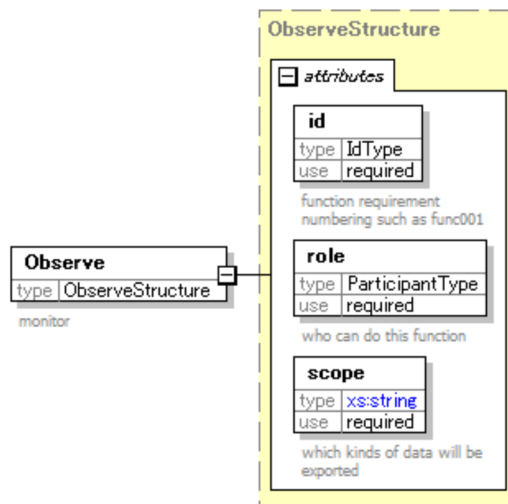 ObserveStructure
attributes
id
type IdType
use required
function requirement
numbering such as func001
Observe
type ObserveStructure
monitor
role
type ParticipantType
use required
who can do this function
scope
type xs:string
use required
which kinds of data will be
exported